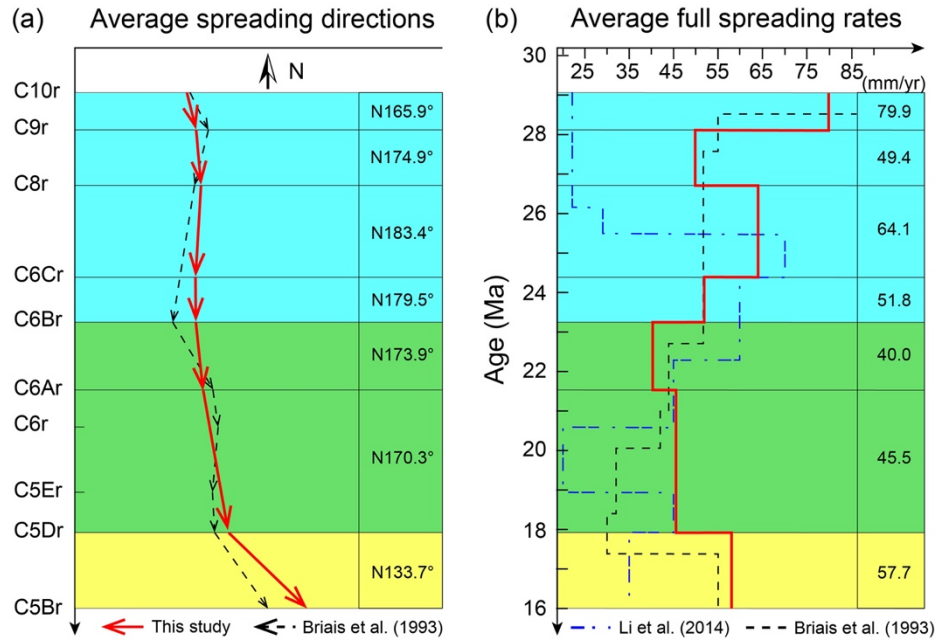 (a) Average spreading directions
N
C10r
C9r
C8r
C6Cr
C6Br
C6Ar
C6r
C5Er
C5Dr
C5Br
N165.9°
N174.9°
N183.4°
N179.5°
N173.9°
N170.3°
N133.7°
This study
Briais et al. (1993)
(b) Average full spreading rates
25 35 45 55 65 75 85
(mm/yr)
Age (Ma)
30
28
26
24
22
20
18
16
79.9
49.4
64.1
51.8
40.0
45.5
57.7
Li et al. (2014)
Briais et al. (1993)